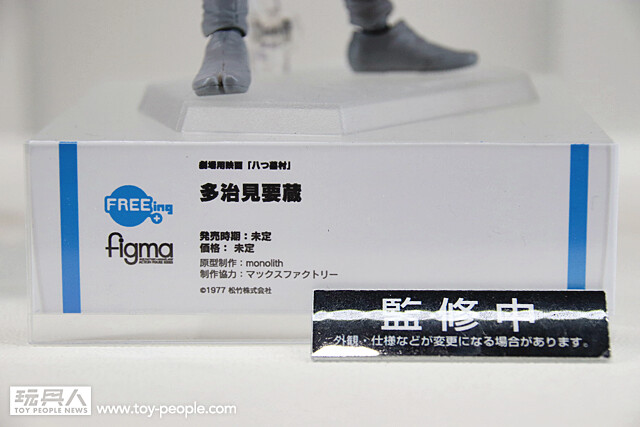 劇場用映画「八つ墓村」
多治見要蔵
FREEing
figma
発売時期：未定
価格： 未定
原型制作：monolith
制作協力：マックスファクトリー
©1977 松竹株式会社
監修中
外観・仕様などが変更になる場合があります。
玩具人
TOY PEOPLE NEWS
www.toy-people.com